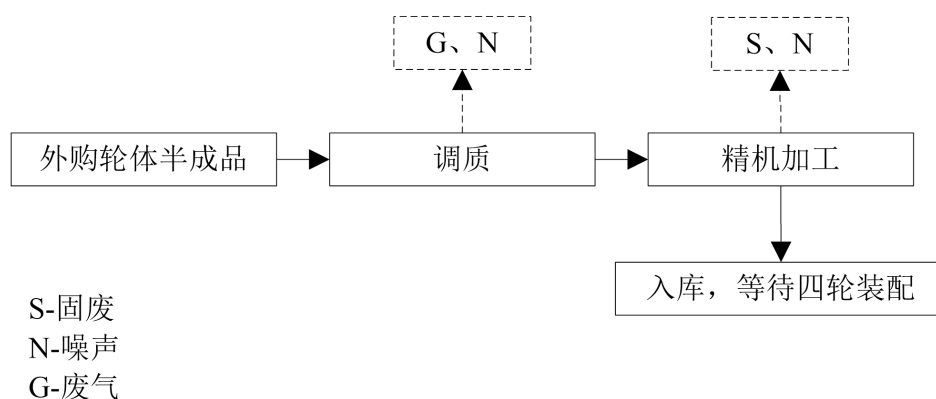 G、N
S、N
外购轮体半成品
调质
精机加工
入库，等待四轮装配
S-固废
N-噪声
G-废气